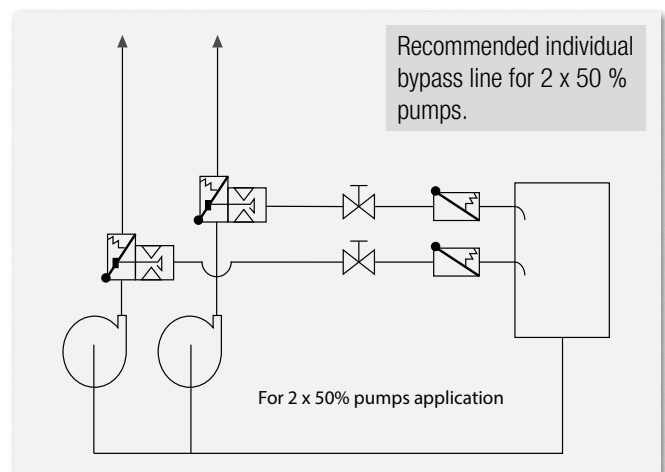 Recommended individual
bypass line for 2 x 50 %
pumps.
For 2 x 50% pumps application